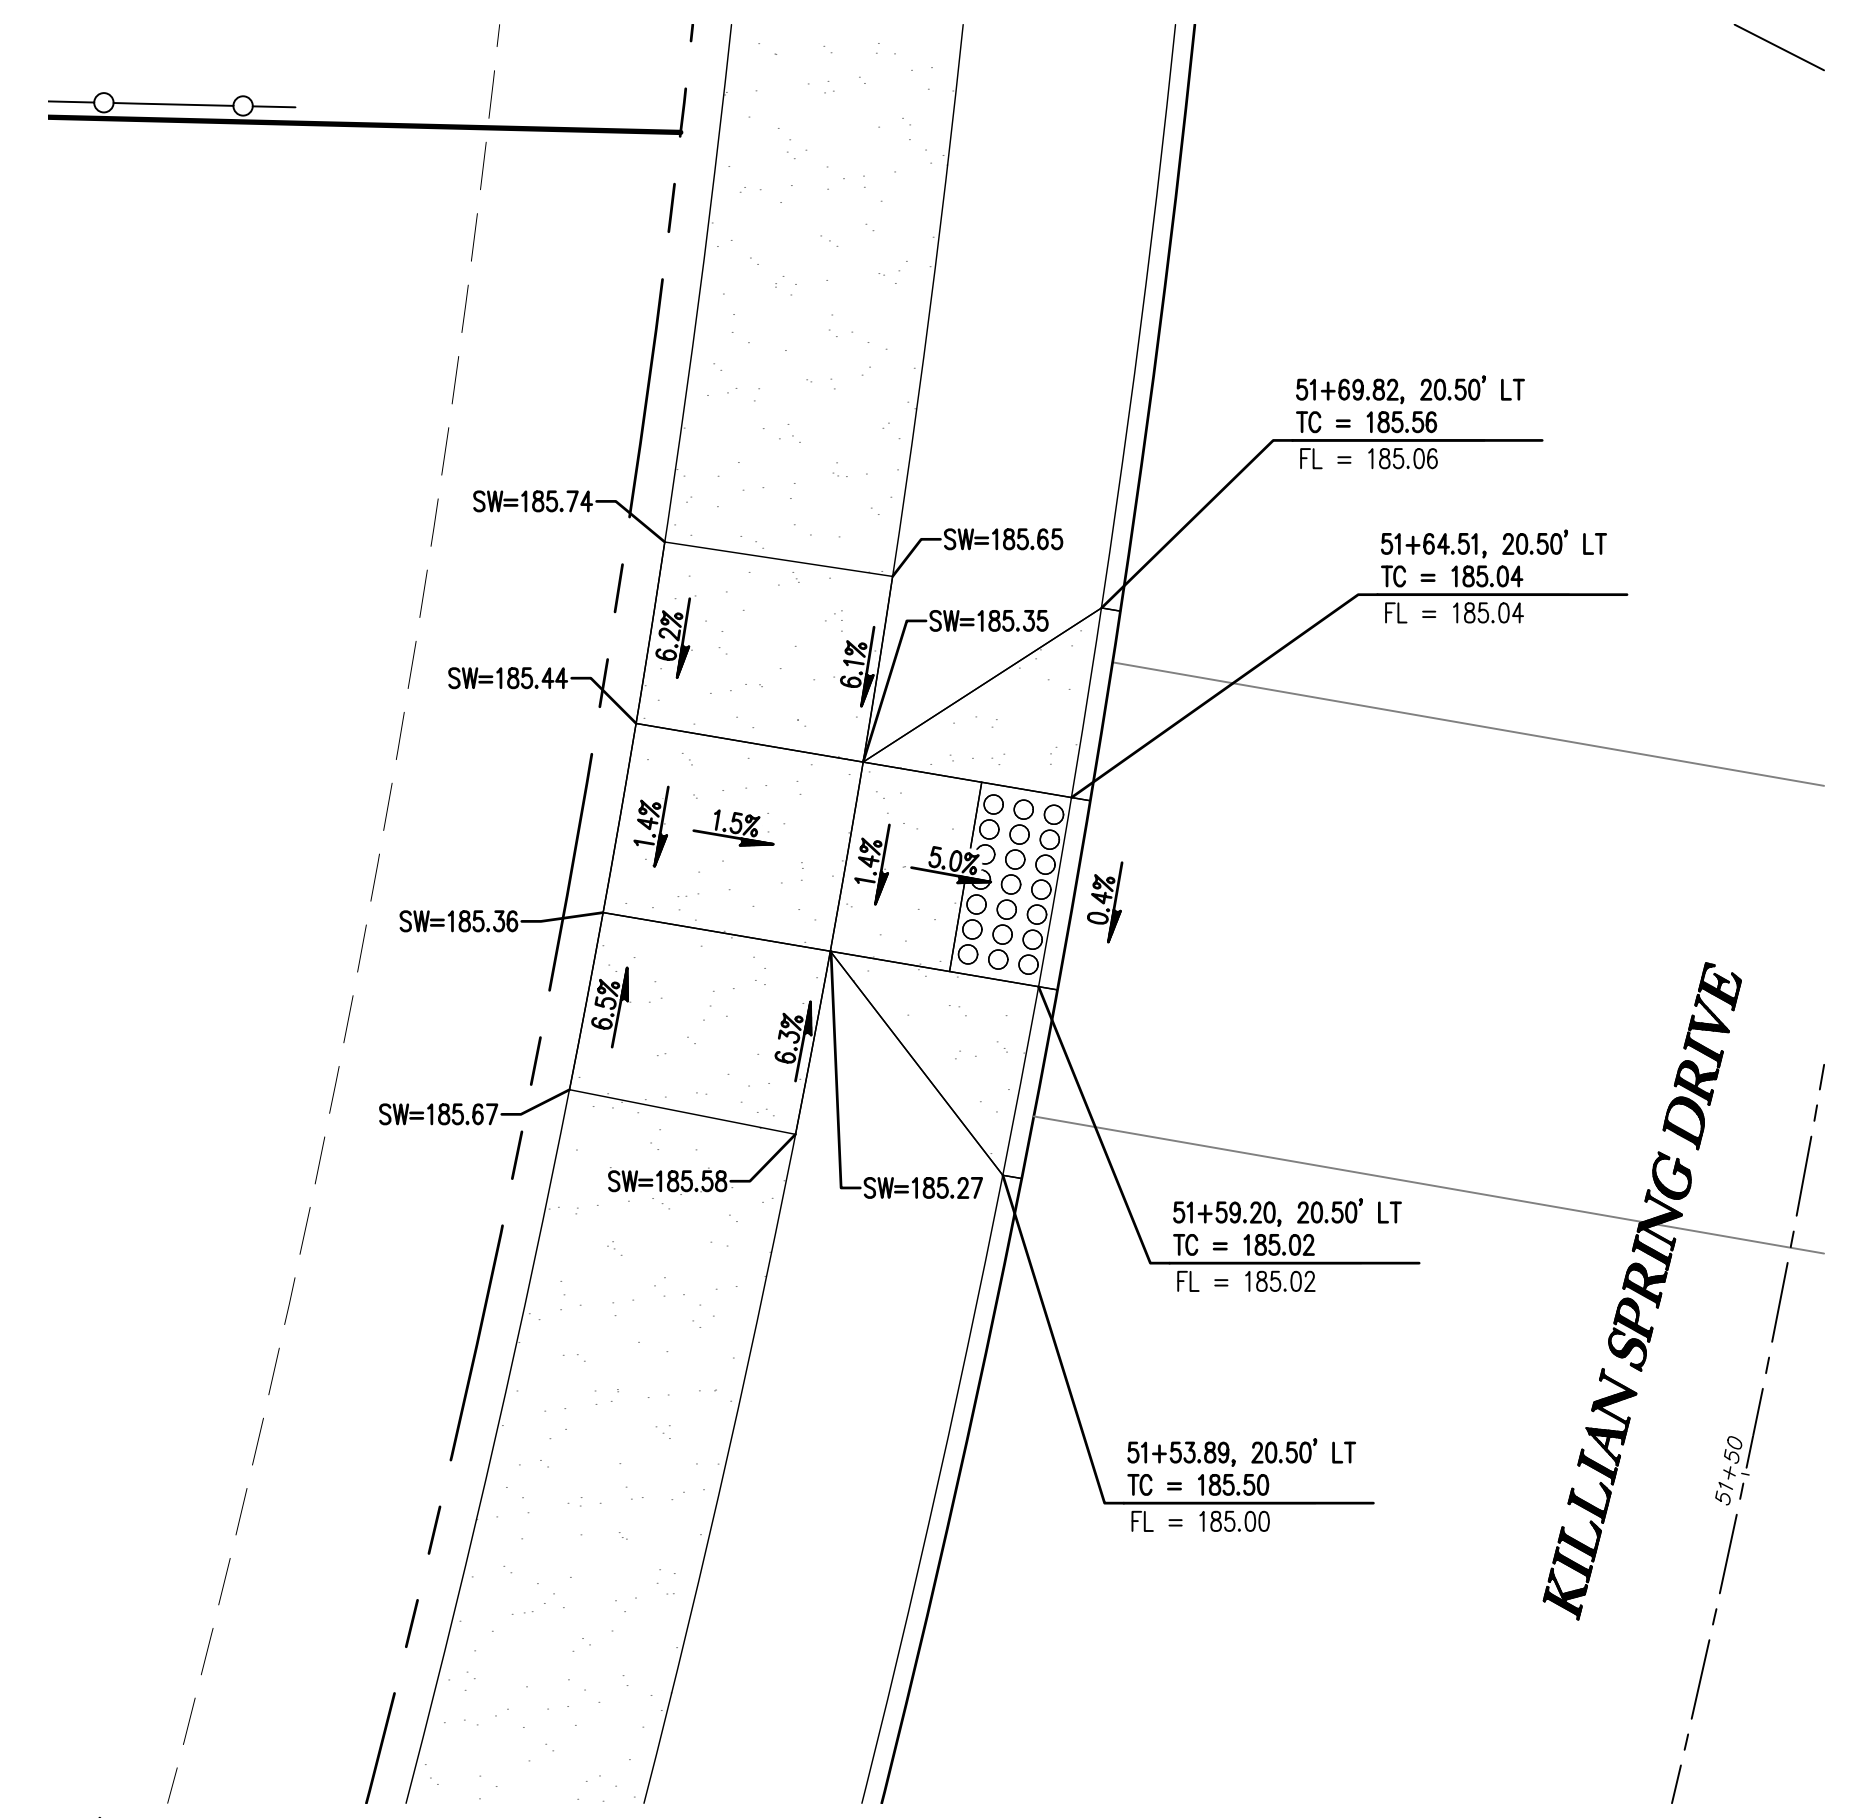 51+69.82, 20.50' LT
TC = 185.56
FL = 185.06
SW=185.74
SW=185.65
51+64.51, 20.50' LT
TC = 185.04
FL = 185.04
SW=185.35
6.2%
6.1%
SW=185.44
1.4%
1.5%
1.4%
5.0%
0.4%
SW=185.36
6.5%
6.3%
SW=185.67
SW=185.58
SW=185.27
51+59.20, 20.50' LT
TC = 185.02
FL = 185.02
KILLIAN SPRING DRIVE
51+53.89, 20.50' LT
TC = 185.50
FL = 185.00
51+50